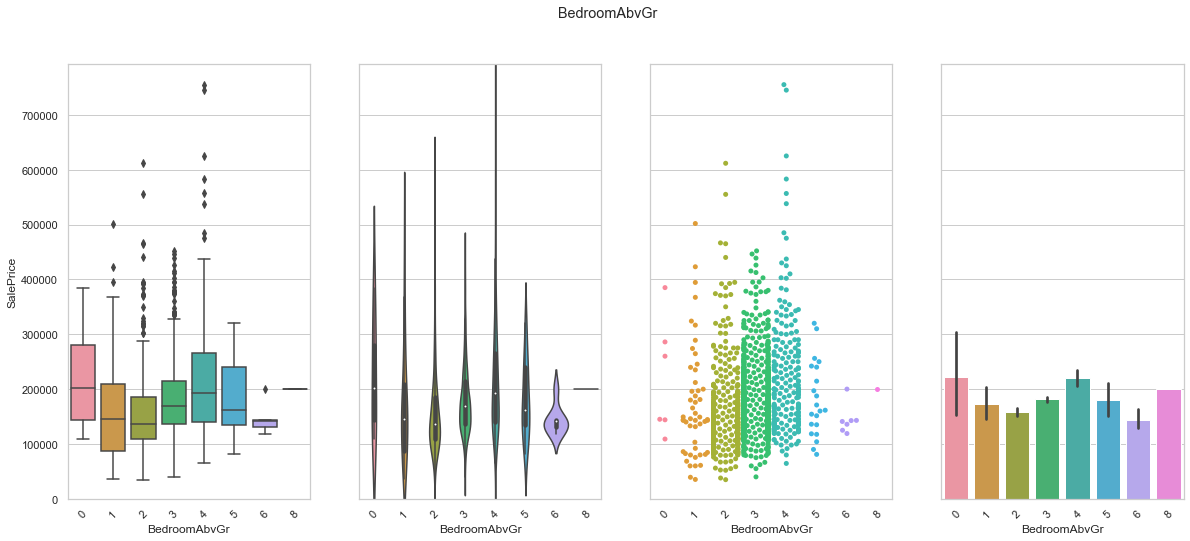 BedroomAbvGr
SalePrice
700000
600000
500000
400000
300000
200000
100000
0
0 1 2 3 4 5 6 8
BedroomAbvGr
0 1 2 3 4 5 6 8
BedroomAbvGr
0 1 2 3 4 5 6 8
BedroomAbvGr
0 1 2 3 4 5 6 8
BedroomAbvGr